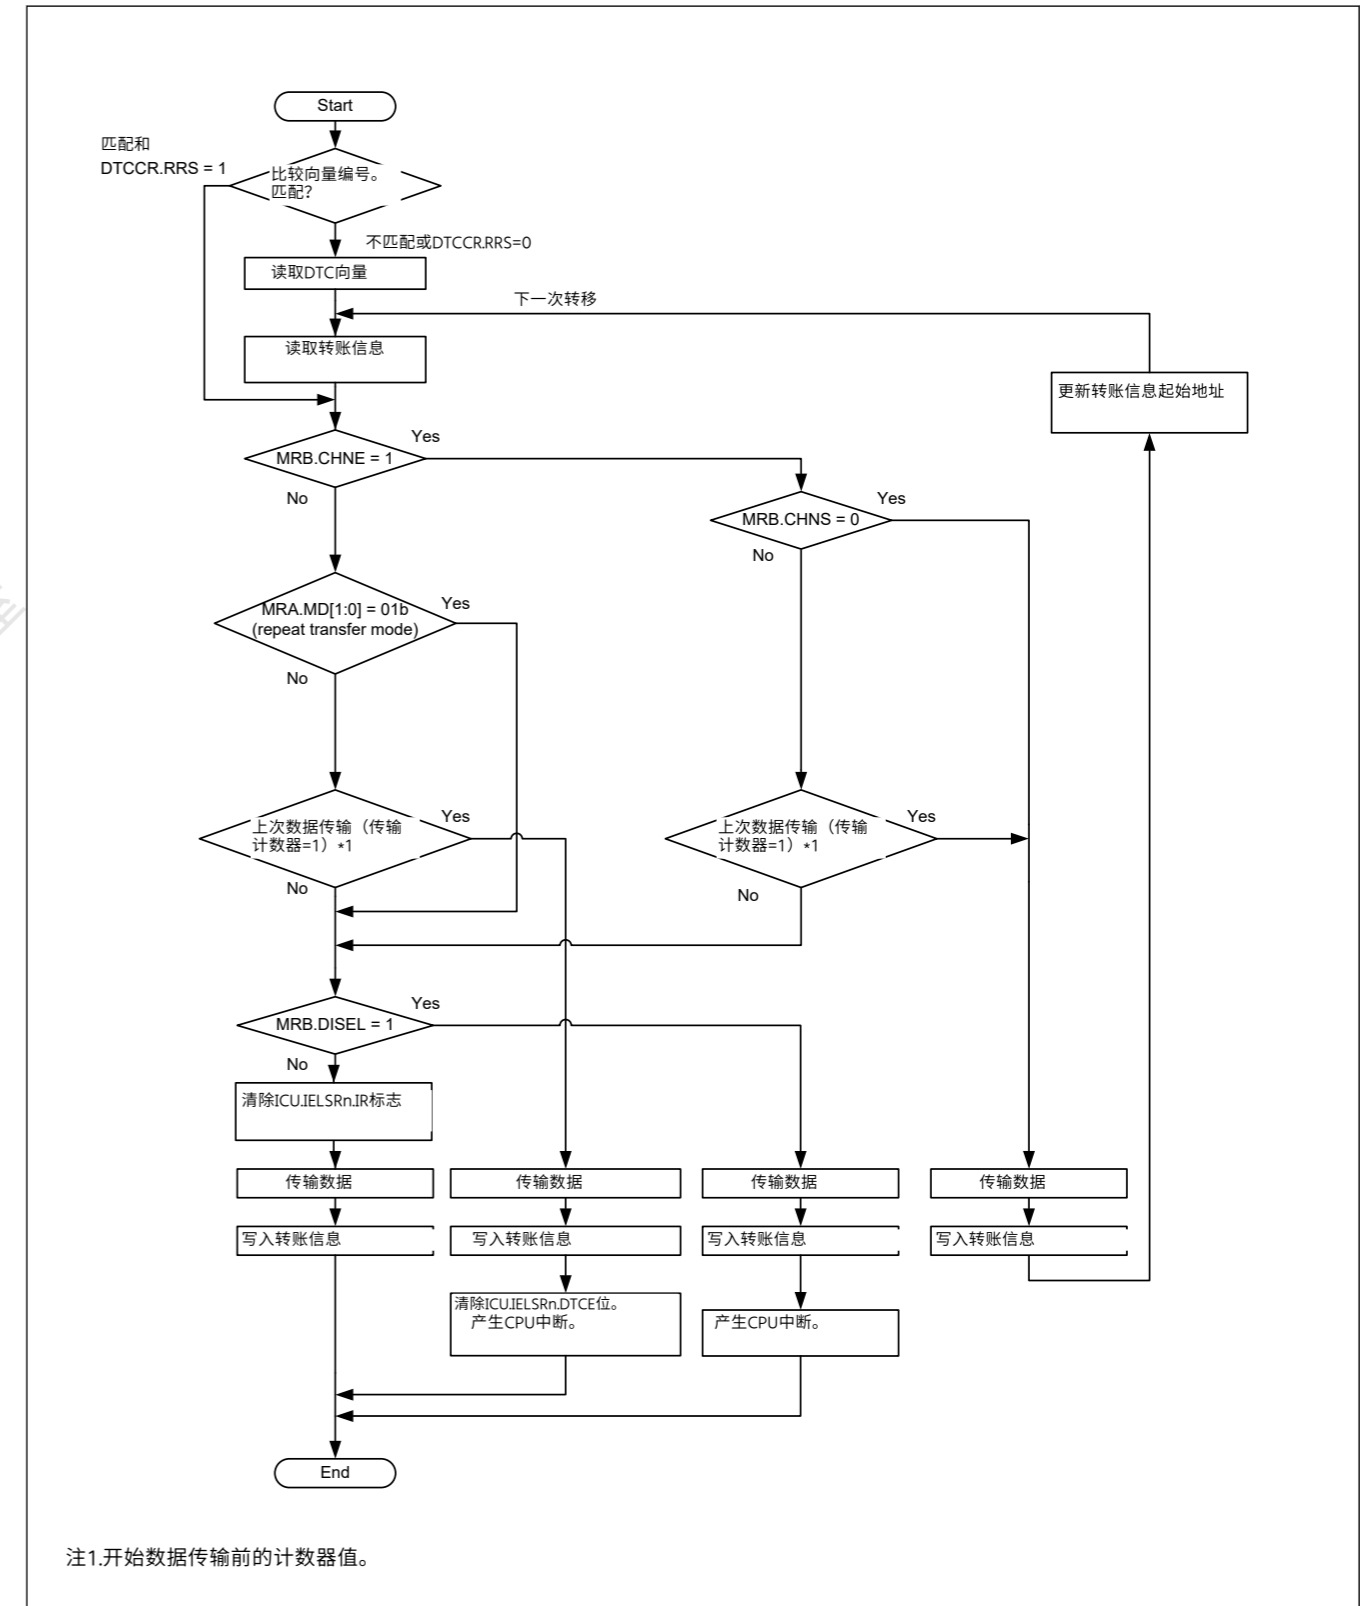 Start
匹配和
DTCCR.RRS = 1
比较向量编号。
匹配？
不匹配或DTCCR.RRS=0
读取DTC向量
下一次转移
读取转账信息
更新转账信息起始地址
Yes
MRB.CHNE = 1
No
Yes
MRB.CHNS = 0
No
MRA.MD[1:0] = 01b
(repeat transfer mode)
Yes
No
上次数据传输（传输
计数器=1）*1
Yes
No
上次数据传输（传输
计数器=1）*1
Yes
No
Yes
MRB.DISEL = 1
No
清除ICU.IELSRn.IR标志
传输数据
传输数据
传输数据
传输数据
写入转账信息
写入转账信息
写入转账信息
写入转账信息
清除ICU.IELSRn.DTCE位。
产生CPU中断。
产生CPU中断。
End
注1.开始数据传输前的计数器值。